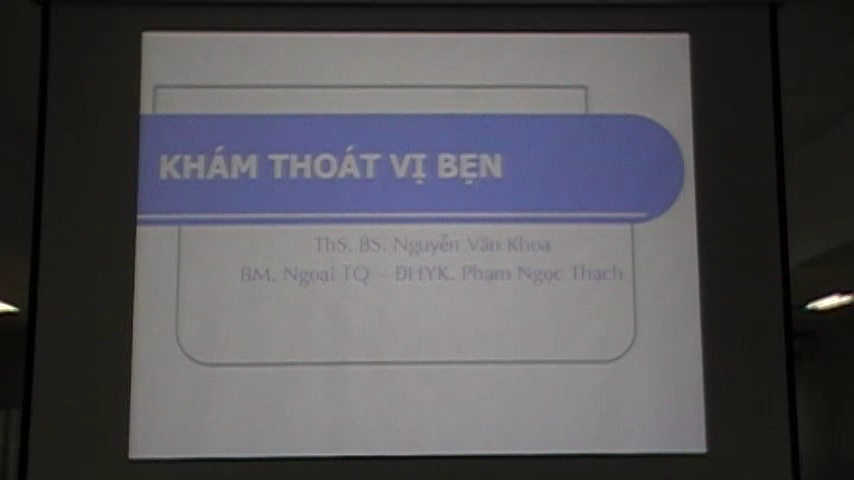 KHÁM THOÁT VỊ BẸN
ThS. BS. Nguyễn Văn Khoa
BM. Ngoại TQ – ĐHYK. Phạm Ngọc Thạch